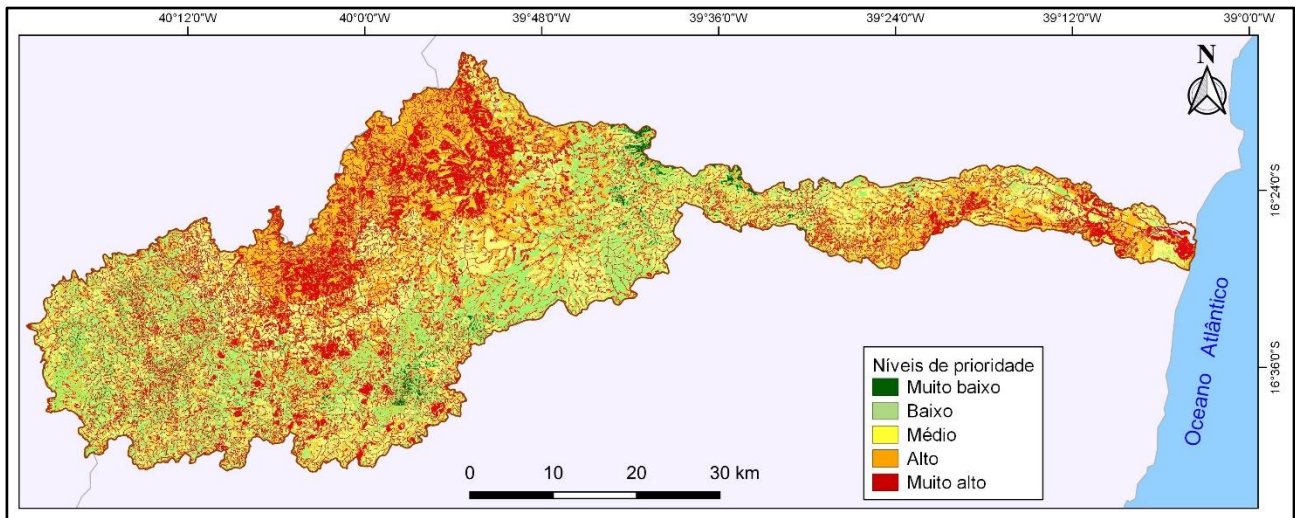 40°12'0"W
40°0'0"W
39°48'0"W
39°36'0"W
39°24'0"W
39°12'0"W
39°0'0"W
N
16°24'0"S
16°36'0"S
Oceano Atlântico
Níveis de prioridade
Muito baixo
Baixo
Médio
Alto
Muito alto
0 10 20 30 km